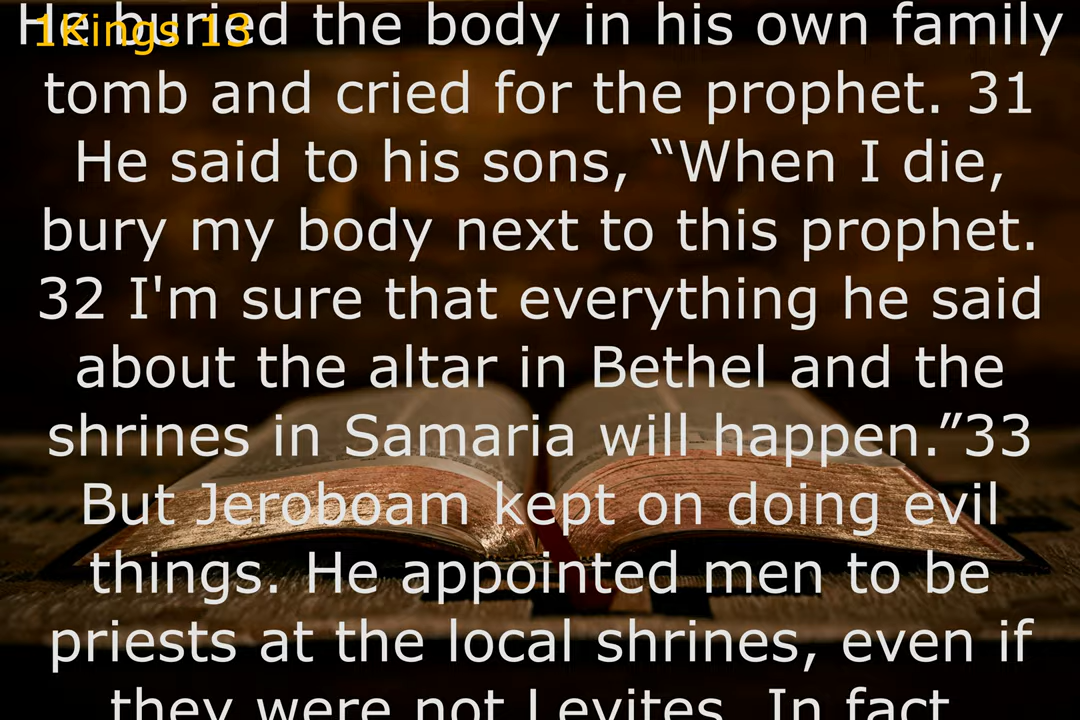 1Kings 13
He buried the body in his own family
tomb and cried for the prophet. 31
He said to his sons, “When I die,
bury my body next to this prophet.
32 I'm sure that everything he said
about the altar in Bethel and the
shrines in Samaria will happen.”33
But Jeroboam kept on doing evil
things. He appointed men to be
priests at the local shrines, even if
they were not Levites. In fact